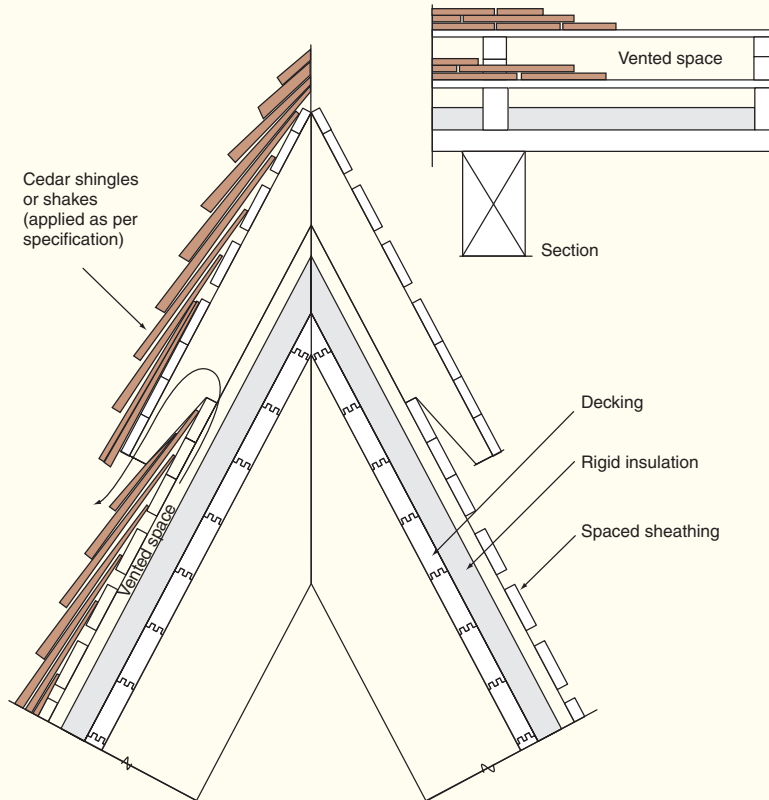 Vented space
Cedar shingles
or shakes
(applied as per
specification)
Section
Decking
Rigid insulation
Spaced sheathing
Vented space